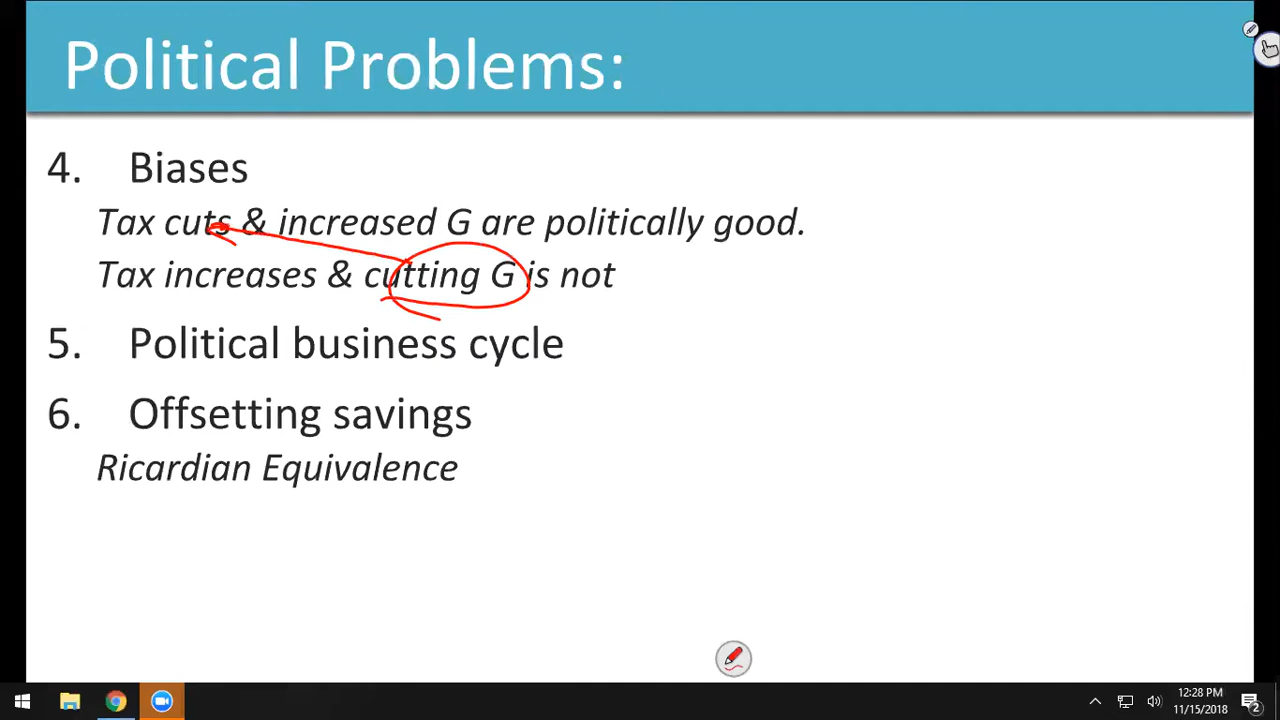 Political Problems:
4. Biases
Tax cuts & increased G are politically good.
Tax increases & cutting G is not
5. Political business cycle
6. Offsetting savings
Ricardian Equivalence
12:28 PM
11/15/2018
2